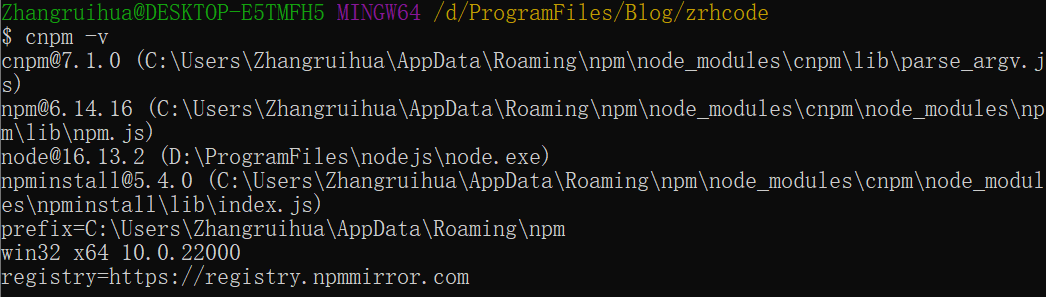 Zhangruihua@DESKTOP-E5TMFH5 MINGW64 /d/ProgramFiles/Blog/zrhcode
$ cnpm -v
cnpm@7.1.0 (C:\Users\Zhangruihua\AppData\Roaming\npm\node_modules\cnpm\lib\parse_argv.j
s)
npm@6.14.16 (C:\Users\Zhangruihua\AppData\Roaming\npm\node_modules\cnpm\node_modules\np
m\lib\npm.js)
node@16.13.2 (D:\ProgramFiles\nodejs\node.exe)
npminstall@5.4.0 (C:\Users\Zhangruihua\AppData\Roaming\npm\node_modules\cnpm\node_modul
es\npminstall\lib\index.js)
prefix=C:\Users\Zhangruihua\AppData\Roaming\npm
win32 x64 10.0.22000
registry=https://registry.npmmirror.com